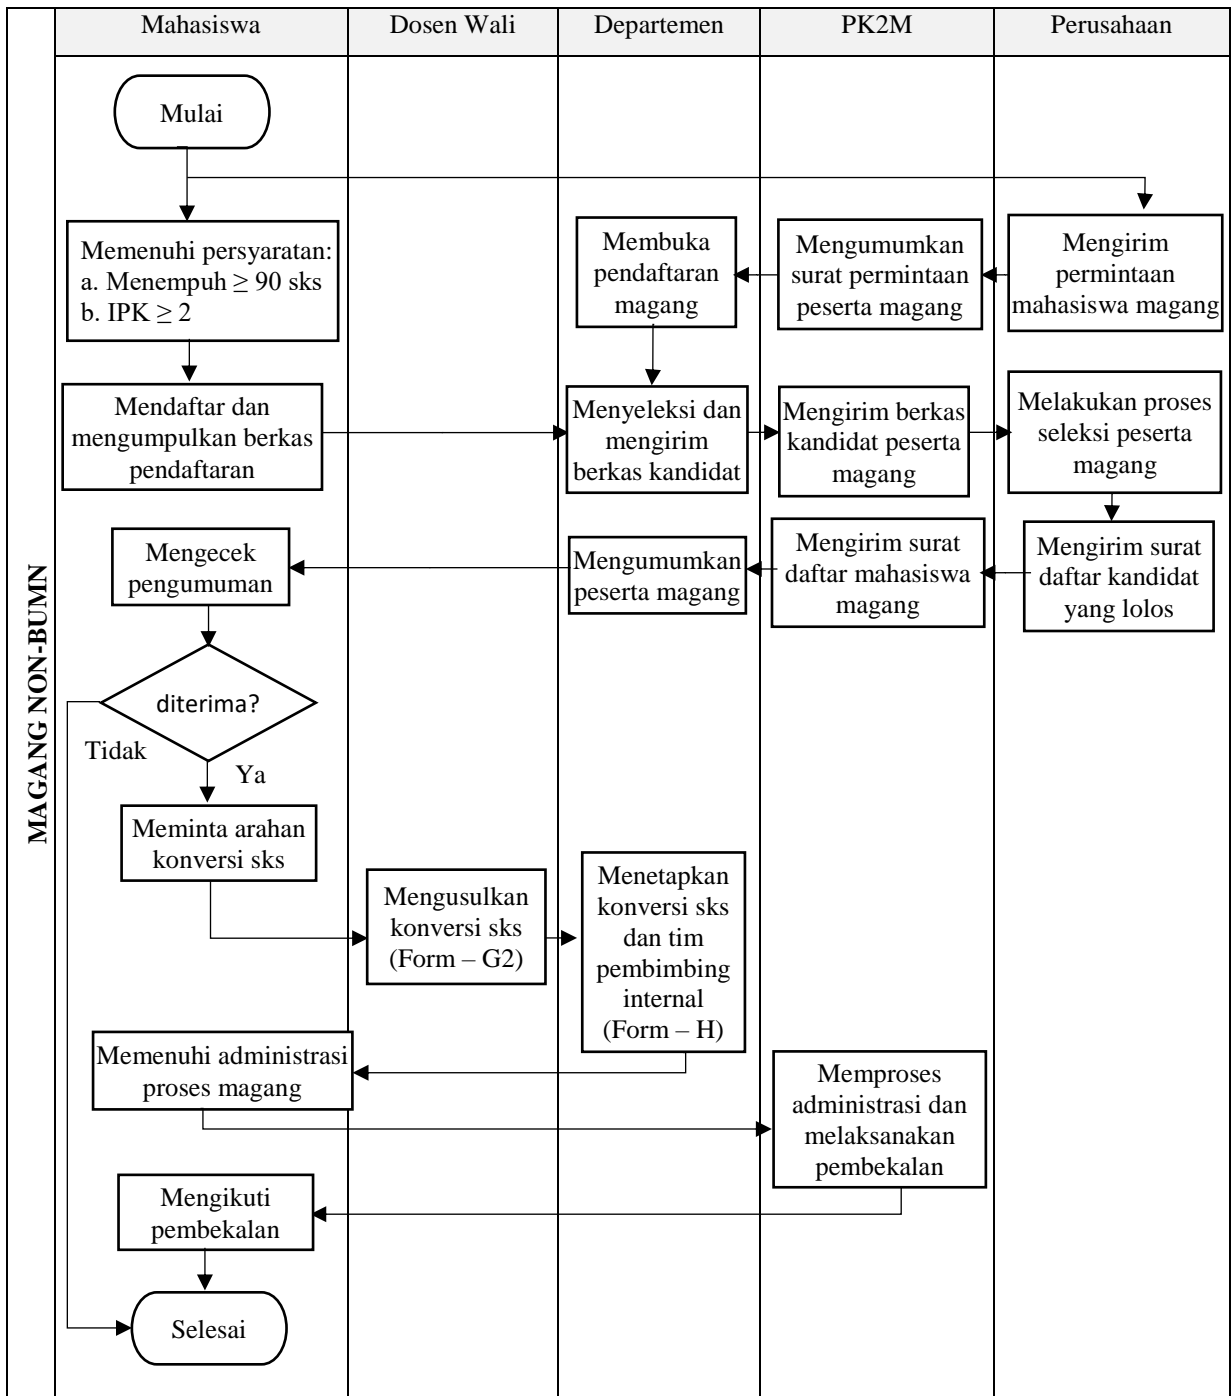 Mahasiswa
Dosen Wali
Departemen
PK2M
Perusahaan
MAGANG NON-BUMN
Mulai
Memenuhi persyaratan:
a. Menempuh ≥ 90 sks
b. IPK ≥ 2
Membuka
pendaftaran
magang
Mengumumkan
surat permintaan
peserta magang
Mengirim
permintaan
mahasiswa magang
Mendaftar dan
mengumpulkan berkas
pendaftaran
Menyeleksi dan
mengirim
berkas kandidat
Mengirim berkas
kandidat peserta
magang
Melakukan proses
seleksi peserta
magang
Mengecek
pengumuman
Mengumumkan
peserta magang
Mengirim surat
daftar mahasiswa
magang
Mengirim surat
daftar kandidat
yang lolos
diterima?
Tidak
Ya
Meminta arahan
konversi sks
Mengusulkan
konversi sks
(Form – G2)
Menetapkan
konversi sks
dan tim
pembimbing
internal
(Form – H)
Memenuhi administrasi
proses magang
Memproses
administrasi dan
melaksanakan
pembekalan
Mengikuti
pembekalan
Selesai